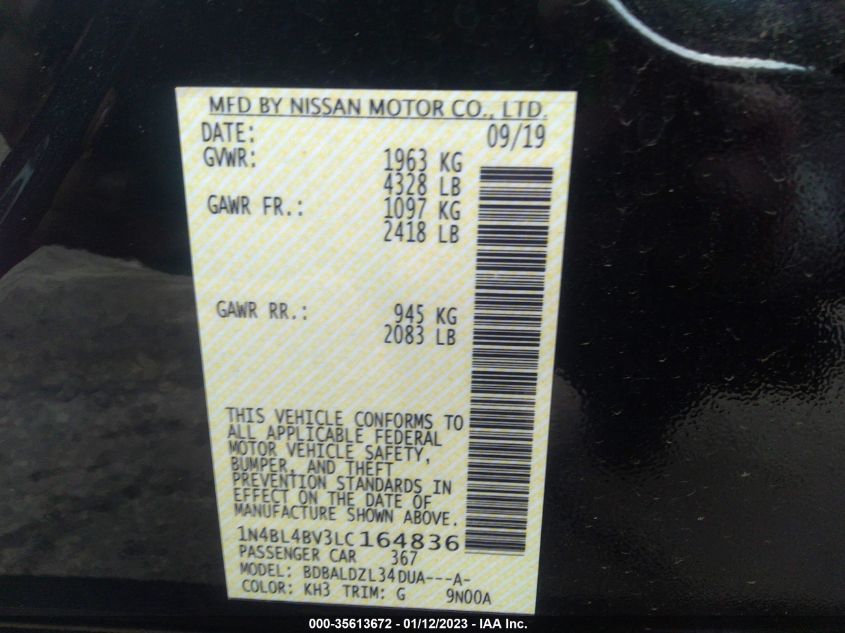 MFD BY NISSAN MOTOR CO., LTD.
DATE: 09/19
GVWR: 1963 KG
4328 LB
GAWR FR.: 1097 KG
2418 LB
GAWR RR.: 945 KG
2083 LB
THIS VEHICLE CONFORMS TO
ALL APPLICABLE FEDERAL
MOTOR VEHICLE SAFETY,
BUMPER, AND THEFT
PREVENTION STANDARDS IN
EFFECT ON THE DATE OF
MANUFACTURE SHOWN ABOVE.
1N4BL4BV3LC164836
PASSENGER CAR 367
MODEL: BDBALDZL34DUA---A-
COLOR: KH3 TRIM: G 9N00A
000-35613672 - 01/12/2023 - IAA Inc.